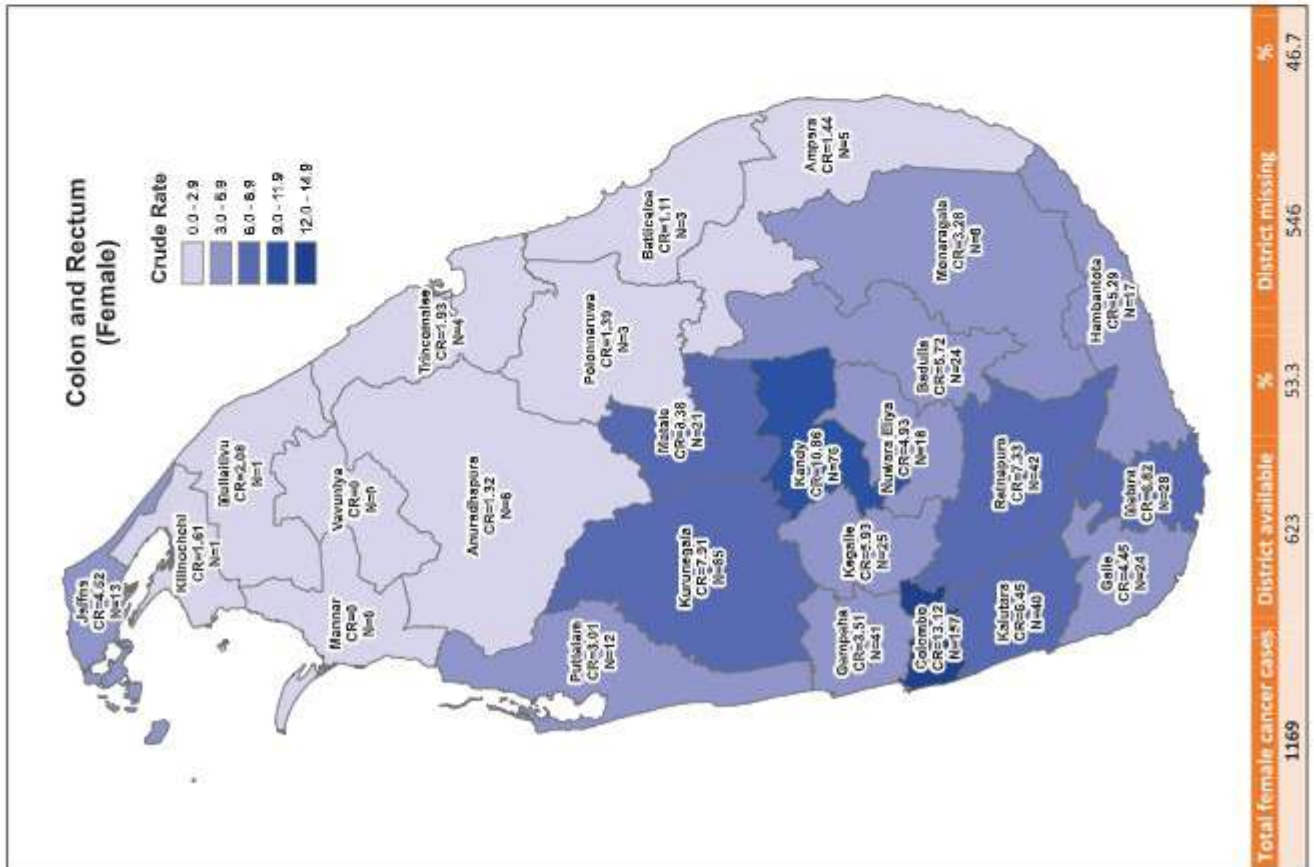 Colon and Rectum
(Female)
Crude Rate
0.0 - 2.9
3.0 - 5.9
6.0 - 8.9
9.0 - 11.9
12.0 - 14.9
Jaffna
CR=4.52
N=13
Kilinochchi
CR=1.61
N=1
Mullaitivu
CR=2.08
N=1
Mannar
CR=0
N=0
Vavuniya
CR=0
N=0
Anuradhapura
CR=1.32
N=6
Trincomalee
CR=1.93
N=4
Polonnaruwa
CR=1.39
N=3
Batticaloa
CR=1.11
N=3
Ampara
CR=1.44
N=5
Puttalam
CR=3.01
N=12
Kurunegala
CR=7.91
N=65
Matale
CR=8.38
N=21
Kandy
CR=10.86
N=76
Nuwara Eliya
CR=4.93
N=18
Badulla
CR=5.72
N=24
Monaragala
CR=3.28
N=8
Hambantota
CR=5.29
N=17
Gampaha
CR=3.51
N=41
Kegalle
CR=5.93
N=25
Colombo
CR=13.12
N=157
Kalutara
CR=6.45
N=40
Ratnapura
CR=7.33
N=42
Galle
CR=4.45
N=24
Matara
N=28
Total female cancer cases District available % District missing %
1169 623 53.3 546 46.7